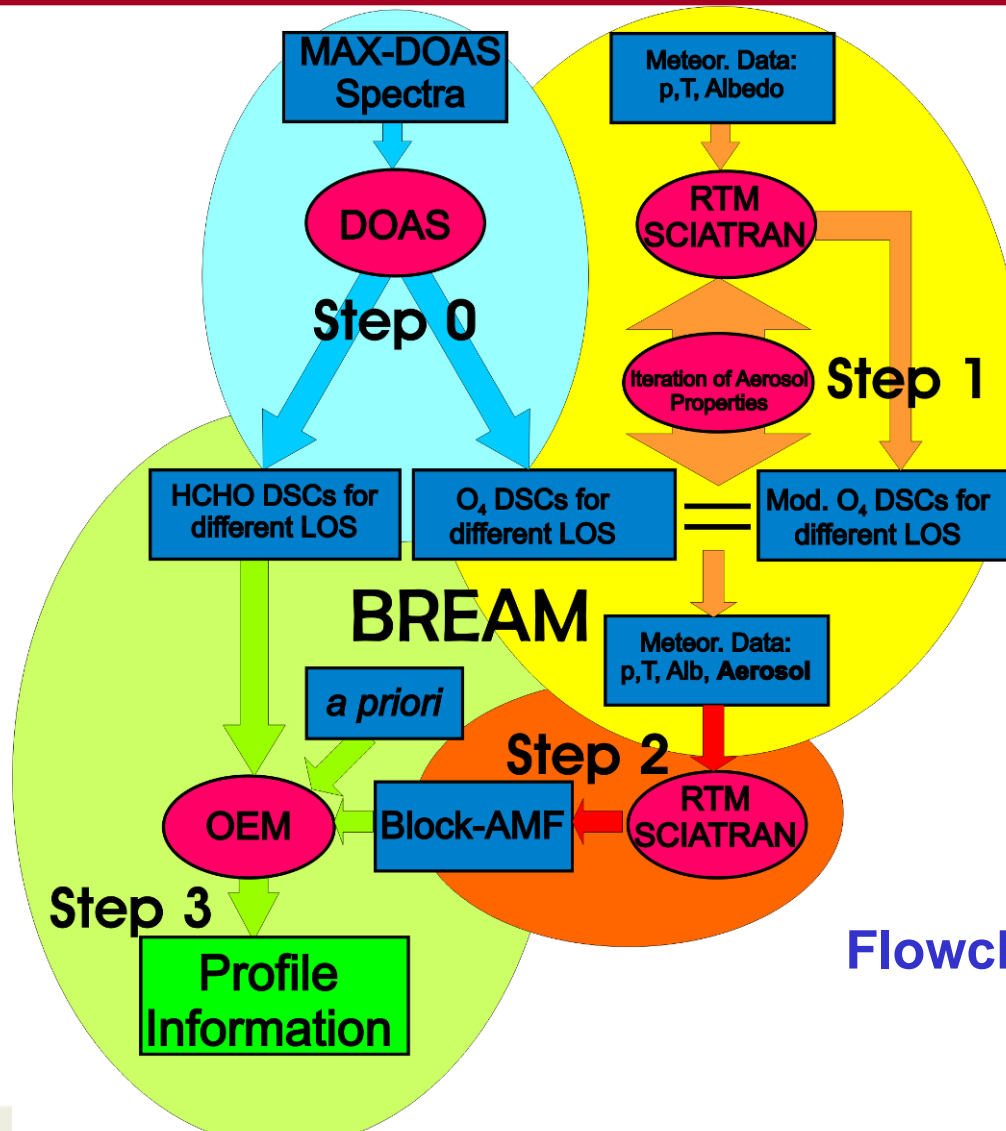 MAX-DOAS
Spectra
Meteor. Data:
p,T, Albedo
DOAS
RTM
SCIATRAN
Step 0
Iteration of Aerosol
Properties
Step 1
HCHO DSCs for
different LOS
O₄ DSCs for
different LOS
Mod. O₄ DSCs for
different LOS
BREAM
Meteor. Data:
p,T, Alb, Aerosol
a priori
Step 2
OEM
Block-AMF
RTM
SCIATRAN
Step 3
Profile
Information